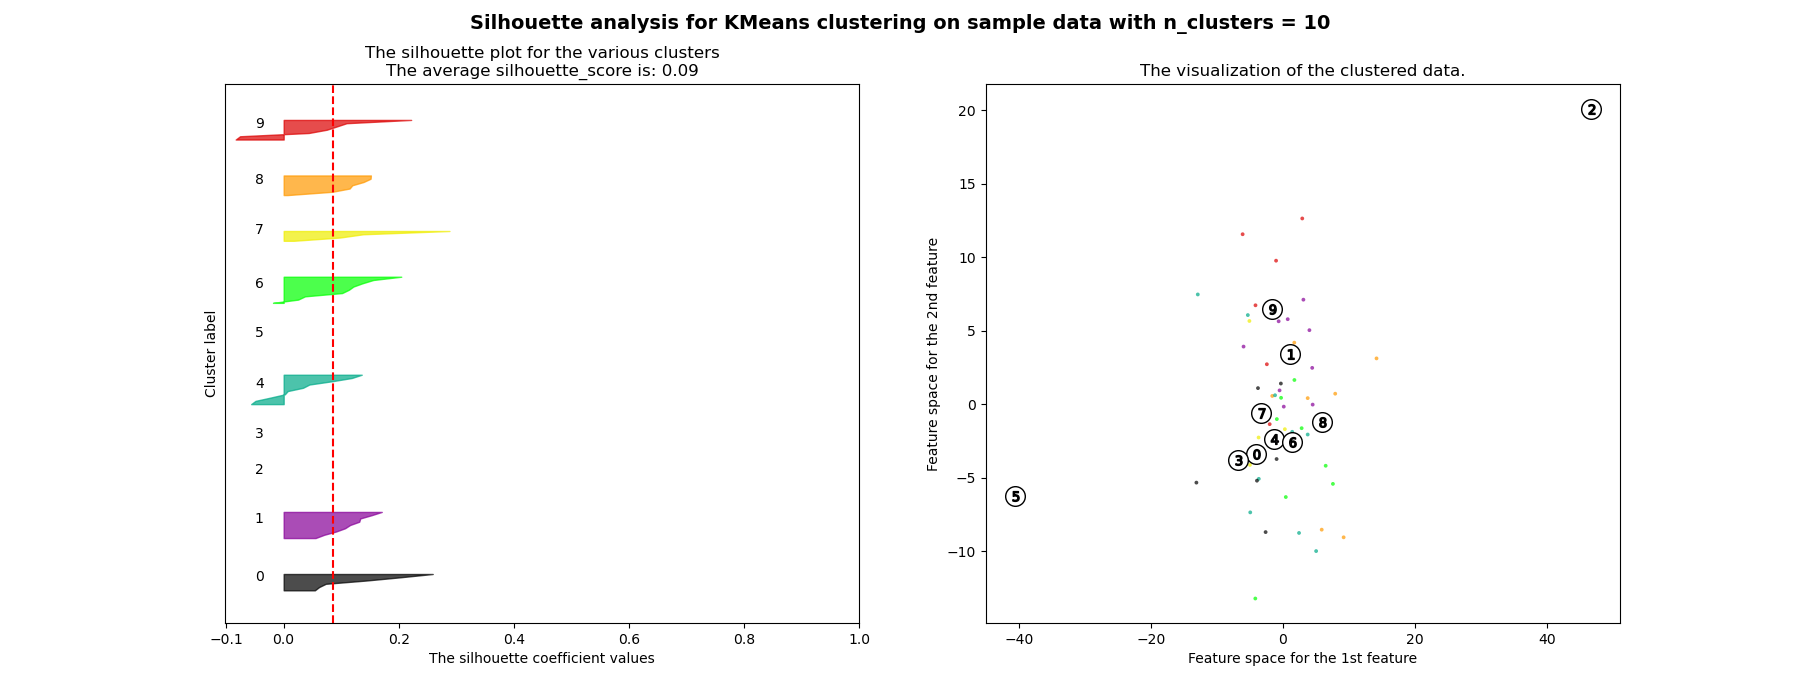 Silhouette analysis for KMeans clustering on sample data with n_clusters = 10
The silhouette plot for the various clusters
The average silhouette_score is: 0.09
Cluster label
9
8
7
6
5
4
3
2
1
0
−0.1 0.0 0.2 0.4 0.6 0.8 1.0
The silhouette coefficient values
The visualization of the clustered data.
Feature space for the 2nd feature
20
15
10
5
0
−5
−10
2
9
1
7
8
4
6
0
3
5
−40 −20 0 20 40
Feature space for the 1st feature